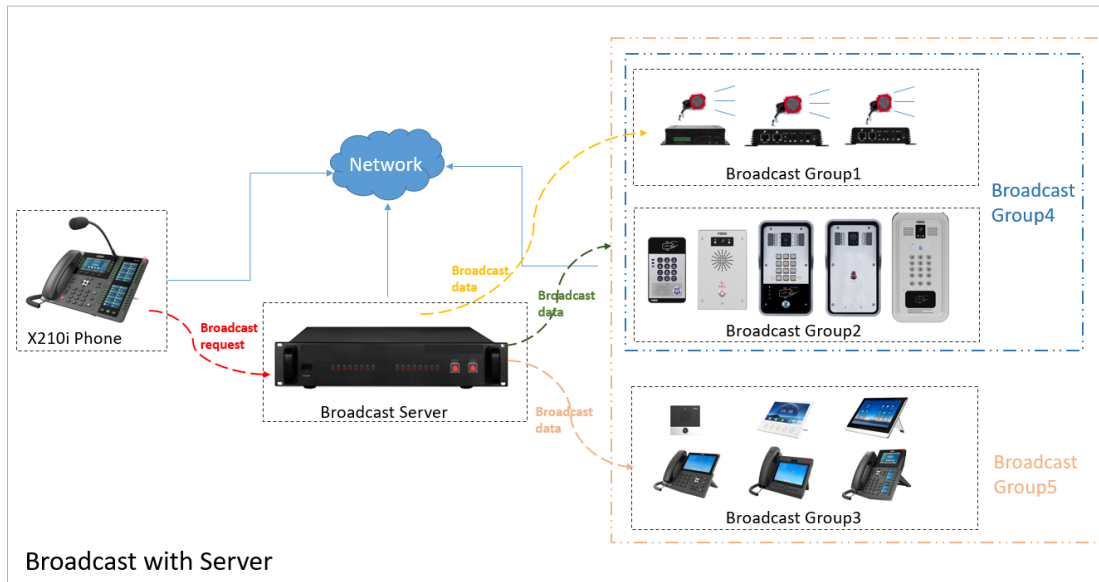 Broadcast Group1
Broadcast
Group4
Network
Broadcast
data
Broadcast
data
Broadcast Group2
X210i Phone
Broadcast
request
Broadcast Server
Broadcast
data
Broadcast
Group5
Broadcast Group3
Broadcast with Server